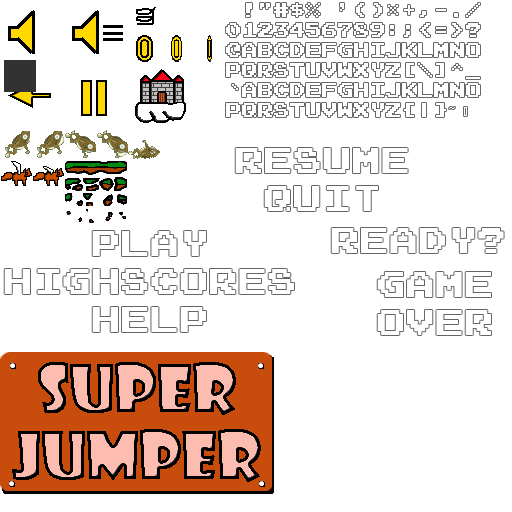 !"#$% '()×+,-./
0123456789:;<=>?
@ABCDEFGHIJKLMNO
PQRSTUVWXYZ[\]^_
`ABCDEFGHIJKLMNO
PQRSTUVWXYZ{|}~
RESUME
QUIT
PLAY
HIGHSCORES
HELP
READY?
GAME
OVER
SUPER
JUMPER